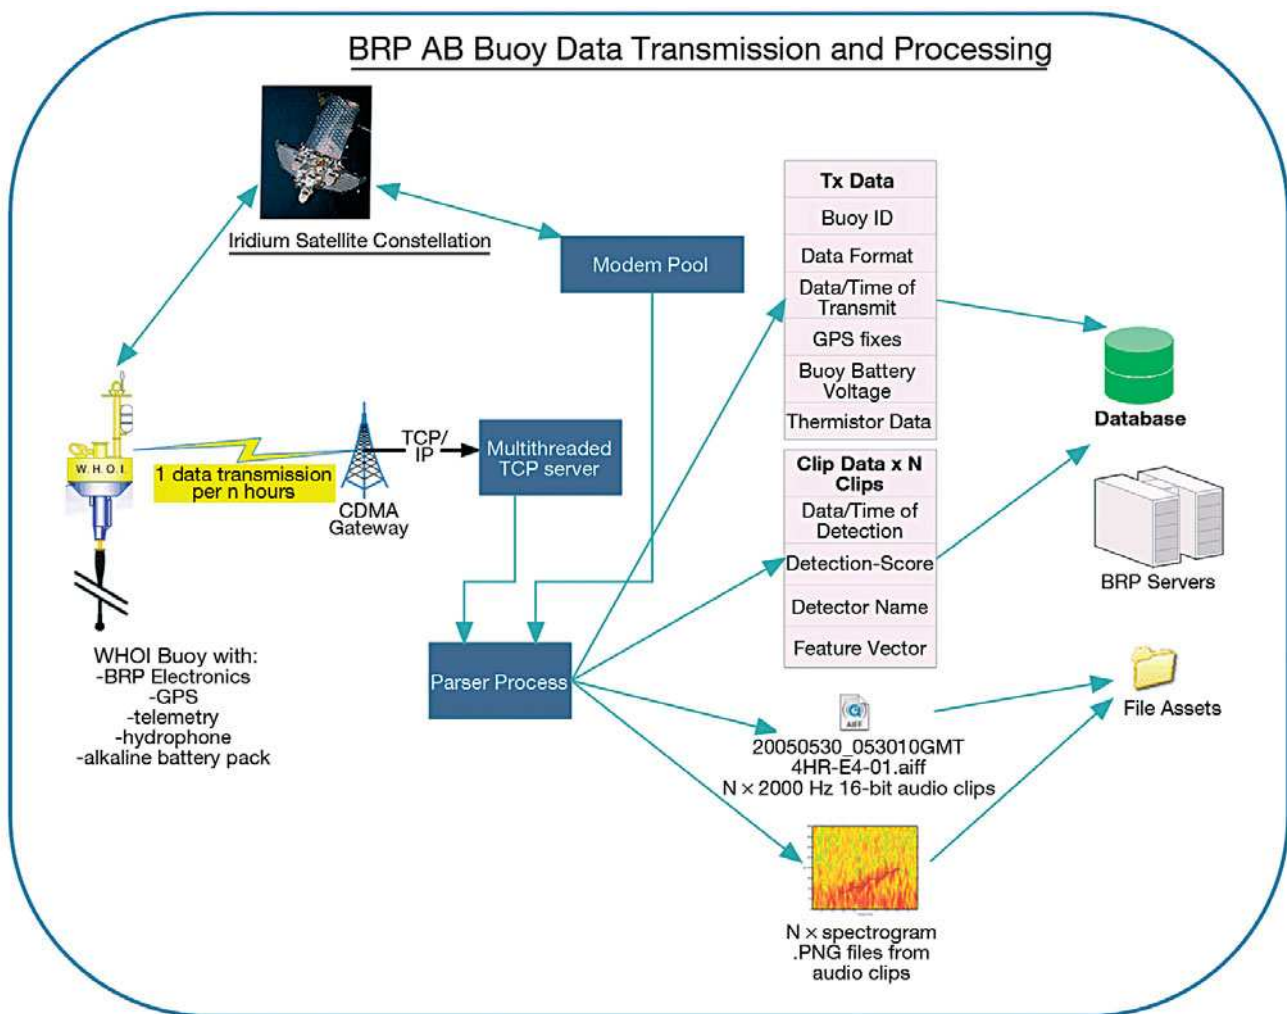 BRP AB Buoy Data Transmission and Processing
Iridium Satellite Constellation
Modem Pool
Tx Data
Buoy ID
Data Format
Data/Time of
Transmit
GPS fixes
Buoy Battery
Voltage
Thermistor Data
Database
W.H.O.I.
1 data transmission
per n hours
CDMA
Gateway
TCP/
IP
Multithreaded
TCP server
Clip Data x N
Clips
Data/Time of
Detection
Detection-Score
Detector Name
Feature Vector
BRP Servers
WHOI Buoy with:
-BRP Electronics
-GPS
-telemetry
-hydrophone
-alkaline battery pack
Parser Process
AIFF
20050530_053010GMT
4HR-E4-01.aiff
N × 2000 Hz 16-bit audio clips
File Assets
N × spectrogram
.PNG files from
audio clips